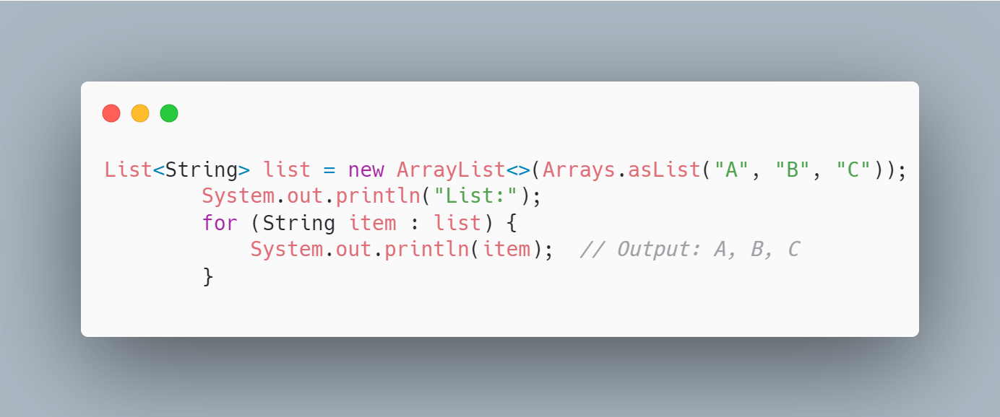 List<String> list = new ArrayList<>(Arrays.asList("A", "B", "C"));
        System.out.println("List:");
        for (String item : list) {
            System.out.println(item);  // Output: A, B, C
        }